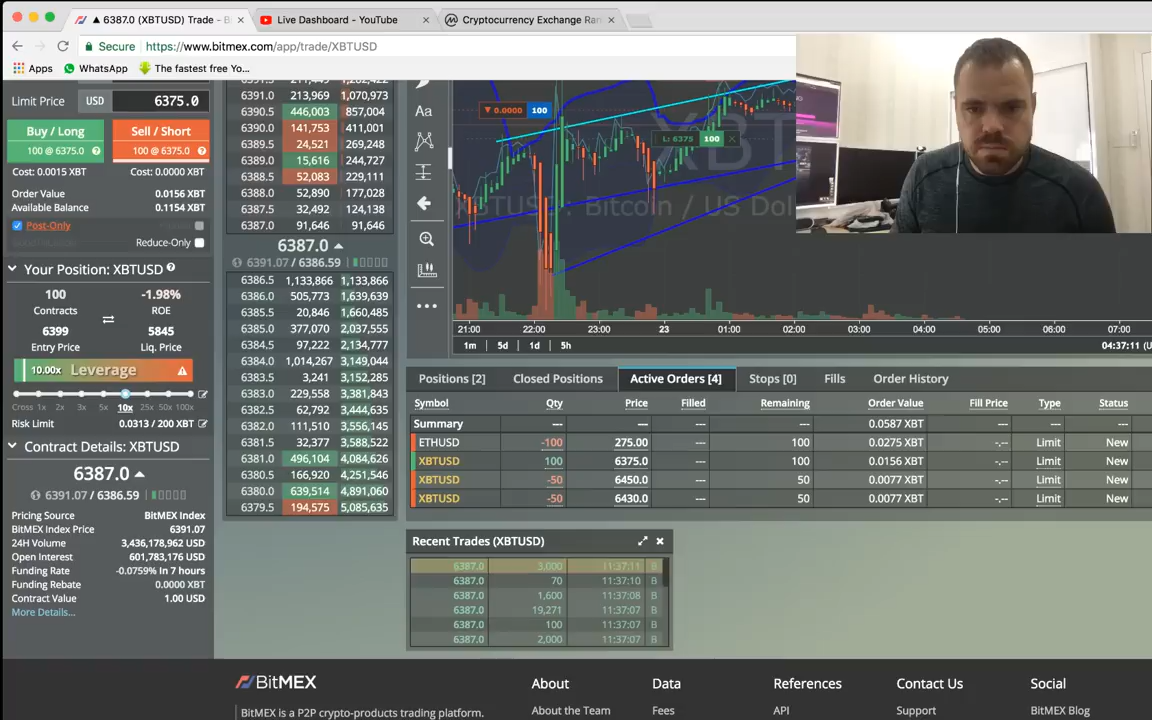 ▲ 6387.0 (XBTUSD) Trade - B
Live Dashboard - YouTube
Cryptocurrency Exchange Ran
Secure
https://www.bitmex.com/app/trade/XBTUSD
Apps
WhatsApp
The fastest free Yo...
Limit Price
USD
6375.0
Buy / Long
100 @ 6375.0
Sell / Short
100 @ 6375.0
Cost: 0.0015 XBT
Cost: 0.0000 XBT
Order Value
0.0156 XBT
Available Balance
0.1154 XBT
Post-Only
Reduce-Only
Your Position: XBTUSD
100
-1.98%
Contracts
ROE
6399
5845
Entry Price
Liq. Price
10.00x
Leverage
Cross 1x 2x 3x 5x 10x 25x 50x 100x
Risk Limit
0.0313 / 200 XBT
Contract Details: XBTUSD
6387.0
6391.07 / 6386.59
Pricing Source
BitMEX Index
BitMEX Index Price
6391.07
24H Volume
3,436,178,962 USD
Open Interest
601,783,176 USD
Funding Rate
-0.0759% In 7 hours
Funding Rebate
0.0000 XBT
Contract Value
1.00 USD
More Details...
6391.0 213,969 1,070,973
6390.5 446,003 857,004
6390.0 141,753 411,001
6389.5 24,521 269,248
6389.0 15,616 244,727
6388.5 52,083 229,111
6388.0 52,890 177,028
6387.5 32,492 124,138
6387.0 91,646 91,646
6387.0
6391.07 / 6386.59
6386.5 1,133,866 1,133,866
6386.0 505,773 1,639,639
6385.5 20,846 1,660,485
6385.0 377,070 2,037,555
6384.5 97,222 2,134,777
6384.0 1,014,267 3,149,044
6383.5 3,241 3,152,285
6383.0 229,558 3,381,843
6382.5 62,792 3,444,635
6382.0 111,510 3,556,145
6381.5 32,377 3,588,522
6381.0 496,104 4,084,626
6380.5 166,920 4,251,546
6380.0 639,514 4,891,060
6379.5 194,575 5,085,635
Aa
0.0000 100
L: 6375 100
XBT
XBTUSD: Bitcoin / US Dol
21:00 22:00 23:00 23 01:00 02:00 03:00 04:00 05:00 06:00 07:00
1m 5d 1d 5h
04:37:11 (U
Positions [2] Closed Positions Active Orders [4] Stops [0] Fills Order History
Symbol Qty Price Filled Remaining Order Value Fill Price Type Status
Summary --- --- --- --- 0.0587 XBT --- --- ---
ETHUSD -100 275.00 --- 100 0.0275 XBT -.-- Limit New
XBTUSD 100 6375.0 --- 100 0.0156 XBT -.-- Limit New
XBTUSD -50 6450.0 --- 50 0.0077 XBT -.-- Limit New
XBTUSD -50 6430.0 --- 50 0.0077 XBT -.-- Limit New
Recent Trades (XBTUSD)
6387.0 3,000 11:37:11 B
6387.0 70 11:37:10 B
6387.0 1,600 11:37:08 B
6387.0 19,271 11:37:07 B
6387.0 100 11:37:07 B
6387.0 2,000 11:37:07 B
BitMEX
BitMEX is a P2P crypto-products trading platform.
About
About the Team
Data
Fees
References
API
Contact Us
Support
Social
BitMEX Blog